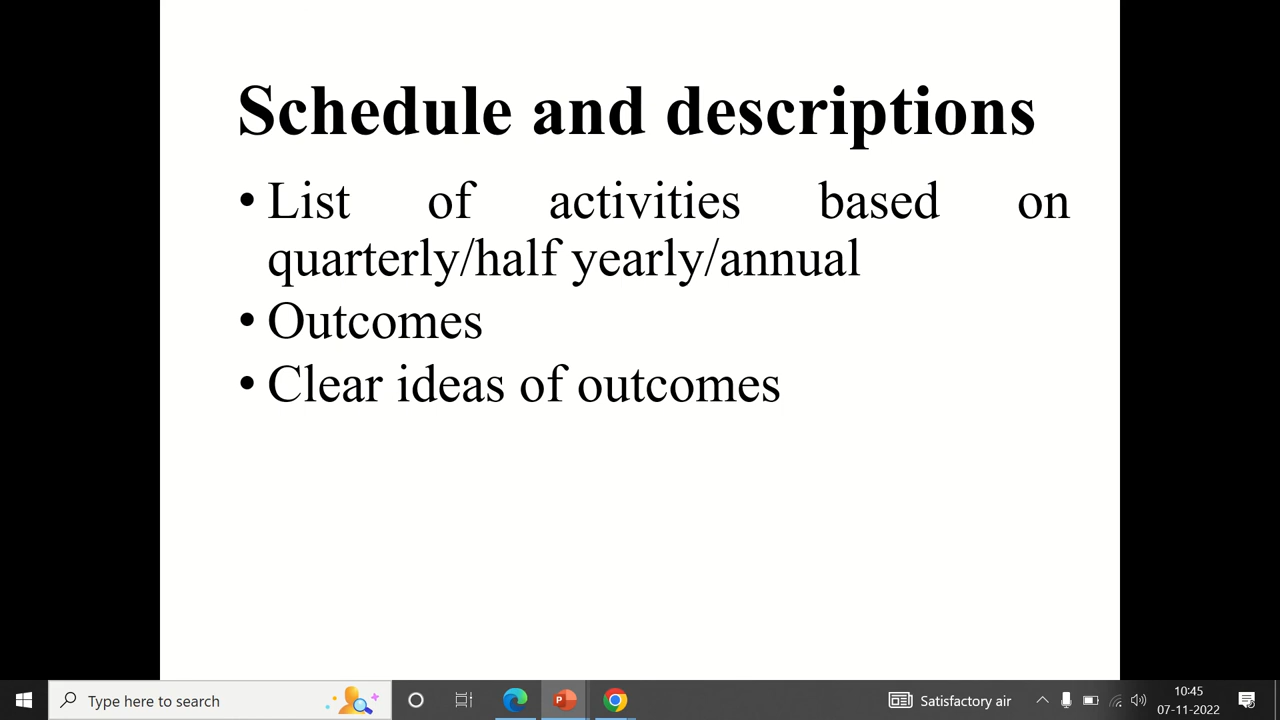 Schedule and descriptions
• List of activities based on
quarterly/half yearly/annual
• Outcomes
• Clear ideas of outcomes
Type here to search
Satisfactory air
10:45
07-11-2022